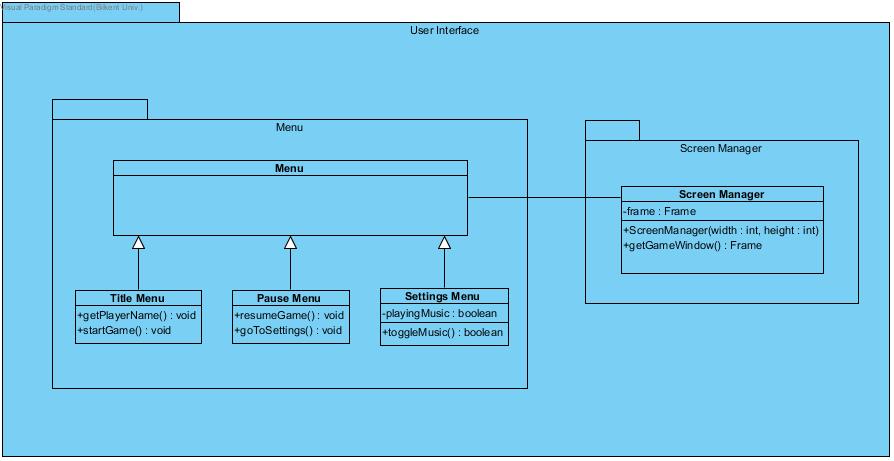 Visual Paradigm Standard(Bilkent Univ.)
User Interface
Menu
Menu
Title Menu
+getPlayerName() : void
+startGame() : void
Pause Menu
+resumeGame() : void
+goToSettings() : void
Settings Menu
-playingMusic : boolean
+toggleMusic() : boolean
Screen Manager
Screen Manager
-frame : Frame
+ScreenManager(width : int, height : int)
+getGameWindow() : Frame